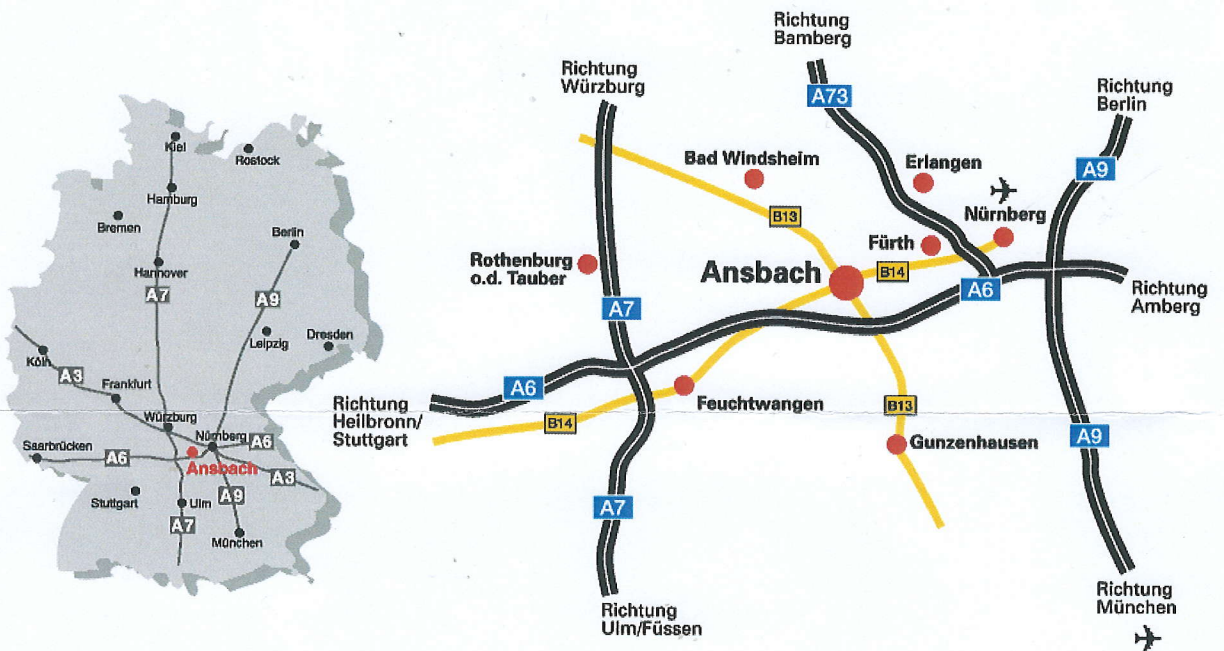 Kiel
Rostock
Hamburg
Bremen
Berlin
Hannover
A7
A9
Leipzig
Dresden
Köln
A3
Frankfurt
Würzburg
Nürnberg
A6
Saarbrücken
A6
Ansbach
A3
Stuttgart
Ulm
A9
A7
München
Richtung
Bamberg
Richtung
Würzburg
A73
Richtung
Berlin
Bad Windsheim
Erlangen
A9
B13
Nürnberg
Fürth
Rothenburg
o.d. Tauber
Ansbach
B14
A6
Richtung
Amberg
A7
A6
Richtung
Heilbronn/
Stuttgart
B14
Feuchtwangen
B13
Gunzenhausen
A9
A7
Richtung
Ulm/Füssen
Richtung
München